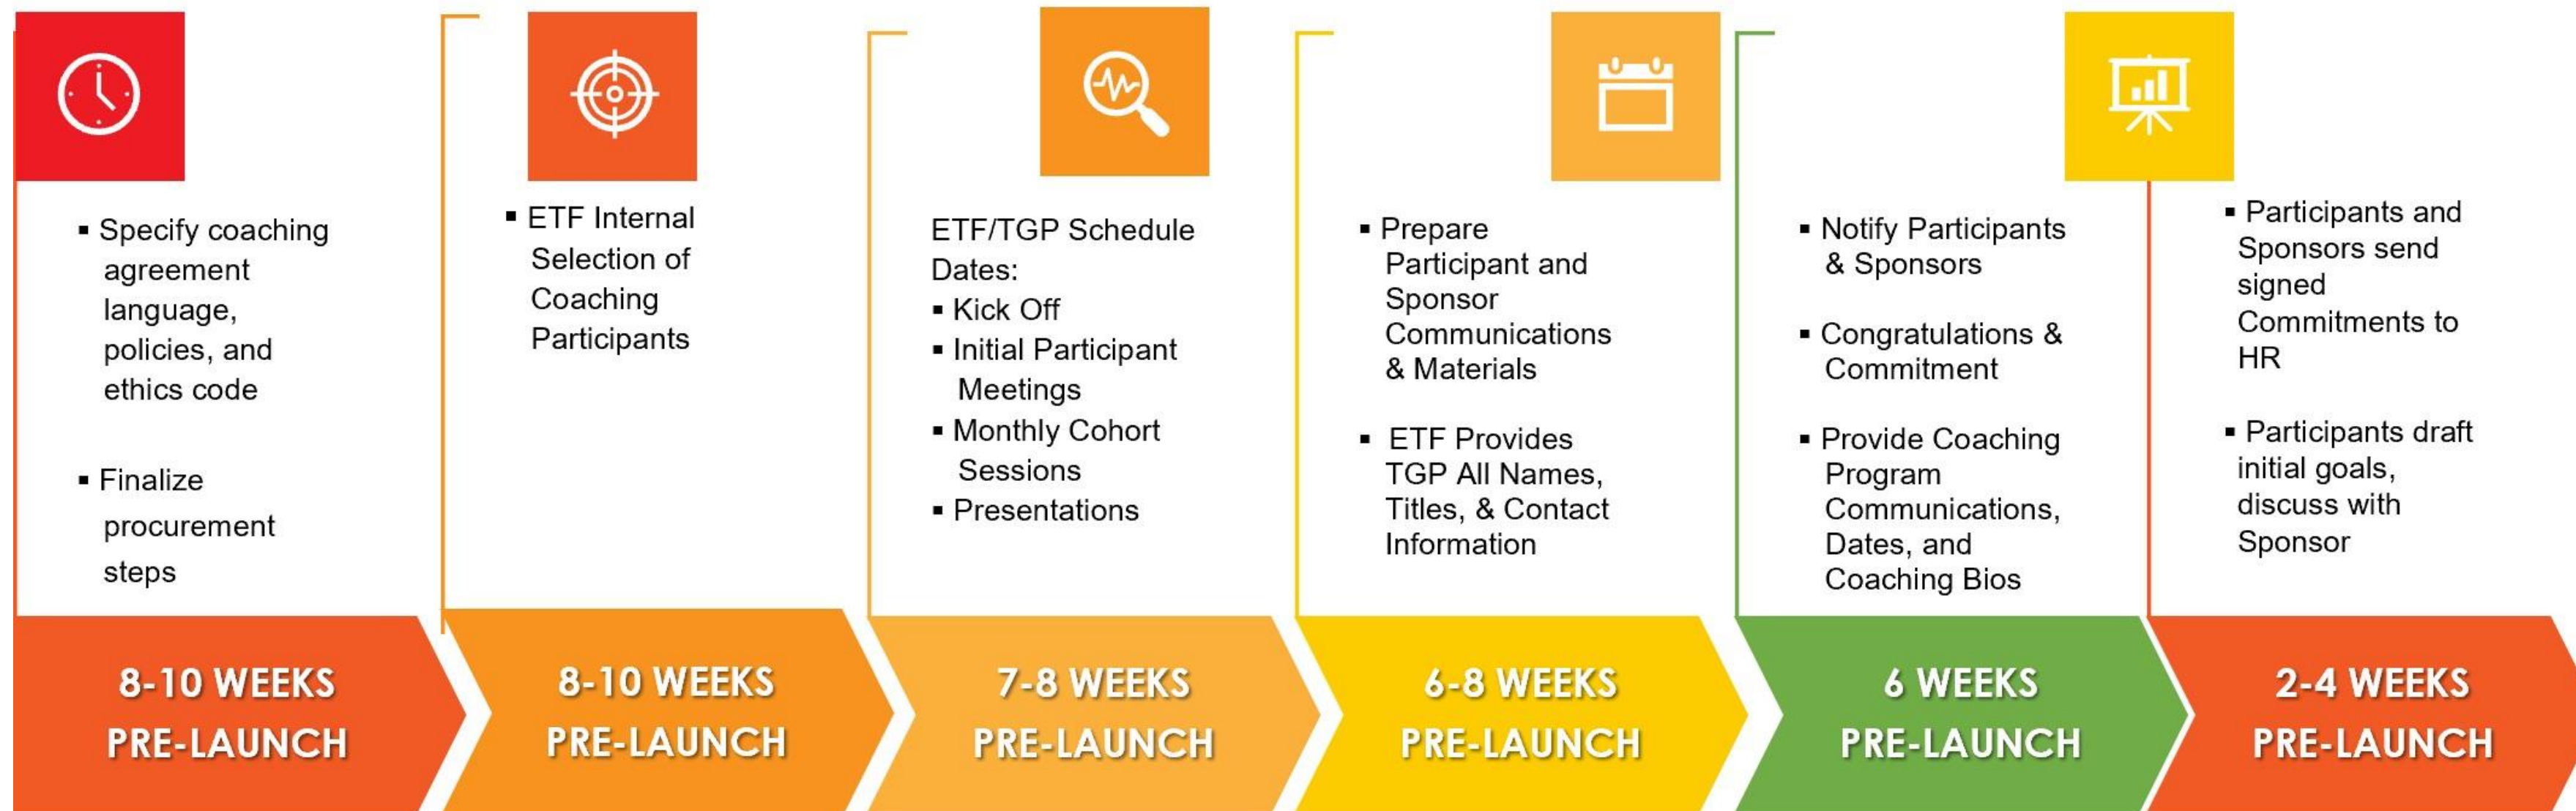 ▪ Specify coaching
agreement
language,
policies, and
ethics code
▪ Finalize
procurement
steps
8-10 WEEKS
PRE-LAUNCH
▪ ETF Internal
Selection of
Coaching
Participants
8-10 WEEKS
PRE-LAUNCH
ETF/TGP Schedule
Dates:
▪ Kick Off
▪ Initial Participant
Meetings
▪ Monthly Cohort
Sessions
▪ Presentations
7-8 WEEKS
PRE-LAUNCH
▪ Prepare
Participant and
Sponsor
Communications
& Materials
▪ ETF Provides
TGP All Names,
Titles, & Contact
Information
6-8 WEEKS
PRE-LAUNCH
▪ Notify Participants
& Sponsors
▪ Congratulations &
Commitment
▪ Provide Coaching
Program
Communications,
Dates, and
Coaching Bios
6 WEEKS
PRE-LAUNCH
▪ Participants and
Sponsors send
signed
Commitments to
HR
▪ Participants draft
initial goals,
discuss with
Sponsor
2-4 WEEKS
PRE-LAUNCH